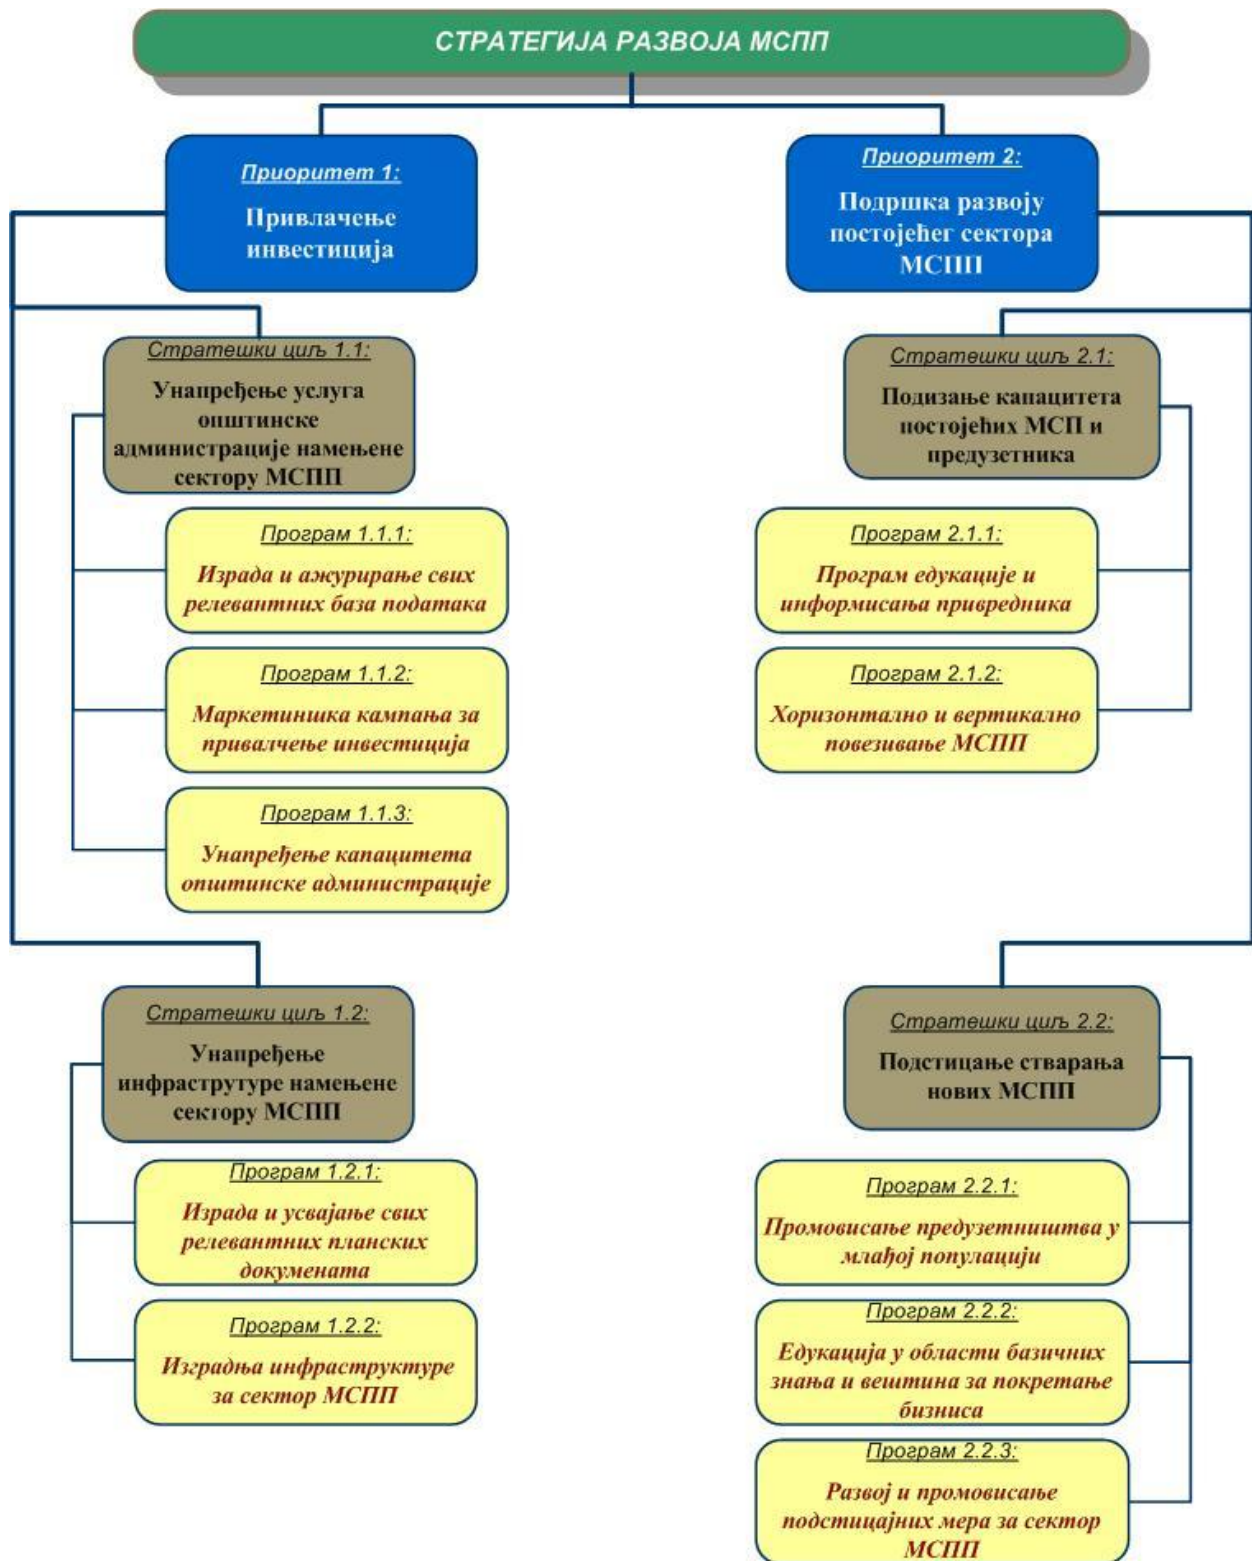 СТРАТЕГИЈА РАЗВОЈА МСПП
Приоритет 1:
Привлачење
инвестиција
Приоритет 2:
Подршка развоју
постојећег сектора
МСПП
Стратешки циљ 1.1:
Унапређење услуга
општинске
администрације намењене
сектору МСПП
Програм 1.1.1:
Израда и ажурирање свих
релевантних база података
Програм 1.1.2:
Маркетиншка кампања за
привалчење инвестиција
Програм 1.1.3:
Унапређење капацитета
општинске администрације
Стратешки циљ 1.2:
Унапређење
инфраструтуре намењене
сектору МСПП
Програм 1.2.1:
Израда и усвајање свих
релевантних планских
докумената
Програм 1.2.2:
Изградња инфраструктуре
за сектор МСПП
Стратешки циљ 2.1:
Подизање капацитета
постојећих МСП и
предузетника
Програм 2.1.1:
Програм едукације и
информисања привредника
Програм 2.1.2:
Хоризонтално и вертикално
повезивање МСПП
Стратешки циљ 2.2:
Подстицање стварања
нових МСПП
Програм 2.2.1:
Промовисање предузетништва у
млађој популацији
Програм 2.2.2:
Едукација у области базичних
знања и вештина за покретање
бизниса
Програм 2.2.3:
Развој и промовисање
подстицајних мера за сектор
МСПП